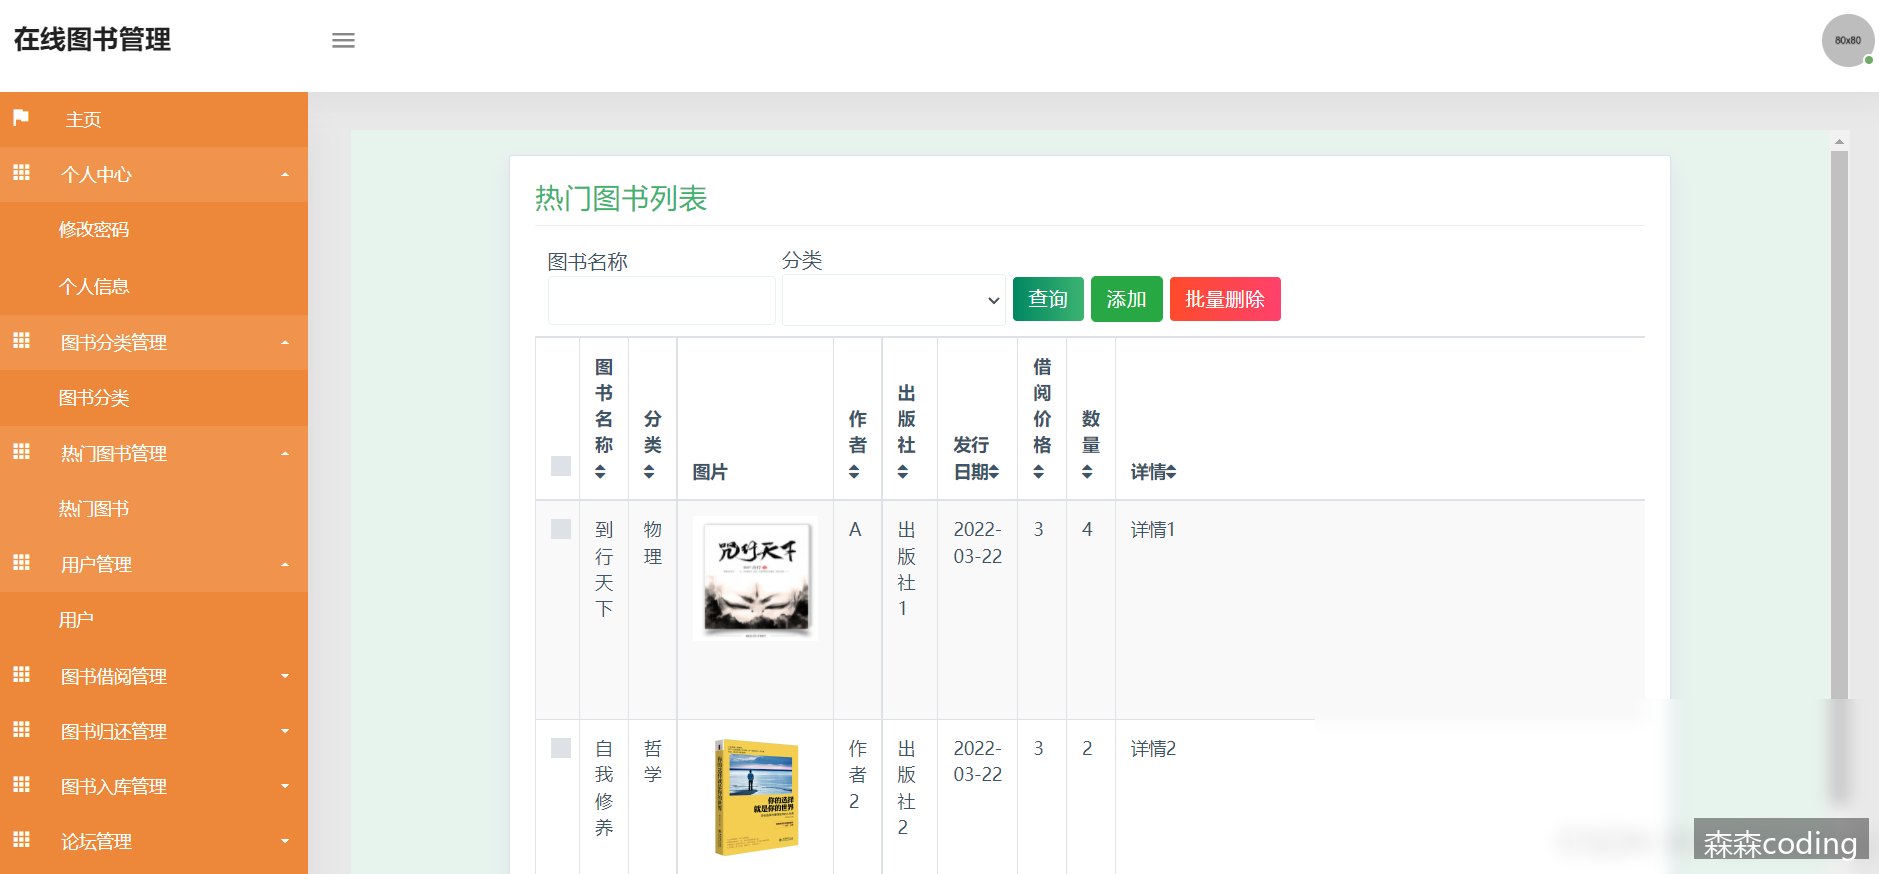 在线图书管理
80x80
主页
个人中心
修改密码
个人信息
图书分类管理
图书分类
热门图书管理
热门图书
用户管理
用户
图书借阅管理
图书归还管理
图书入库管理
论坛管理
热门图书列表
图书名称
分类
查询
添加
批量删除
图书名称
分类
图片
作者
出版社
发行日期
借阅价格
数量
详情
到行天下
物理
A
出版社1
2022-03-22
3
4
详情1
自我修养
哲学
你的选择
就是你的世界
作者2
出版社2
2022-03-22
3
2
详情2
森森coding